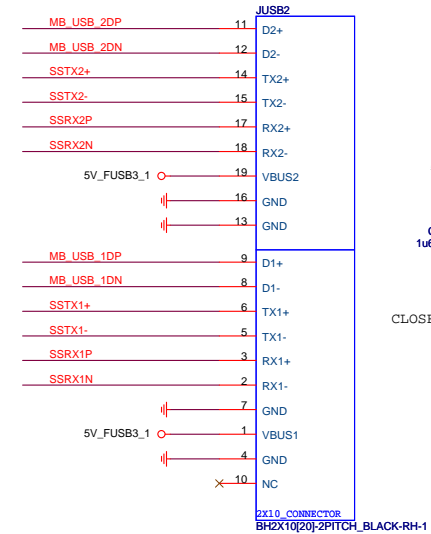 JUSB2
MB_USB_2DP 11 D2+
MB_USB_2DN 12 D2-
SSTX2+ 14 TX2+
SSTX2- 15 TX2-
SSRX2P 17 RX2+
SSRX2N 18 RX2-
5V_FUSB3_1 19 VBUS2
16 GND
13 GND
MB_USB_1DP 9 D1+
MB_USB_1DN 8 D1-
SSTX1+ 6 TX1+
SSTX1- 5 TX1-
SSRX1P 3 RX1+
SSRX1N 2 RX1-
7 GND
5V_FUSB3_1 1 VBUS1
4 GND
10 NC
2X10_CONNECTOR
BH2X10[20]-2PITCH_BLACK-RH-1
1u6
CLOSE